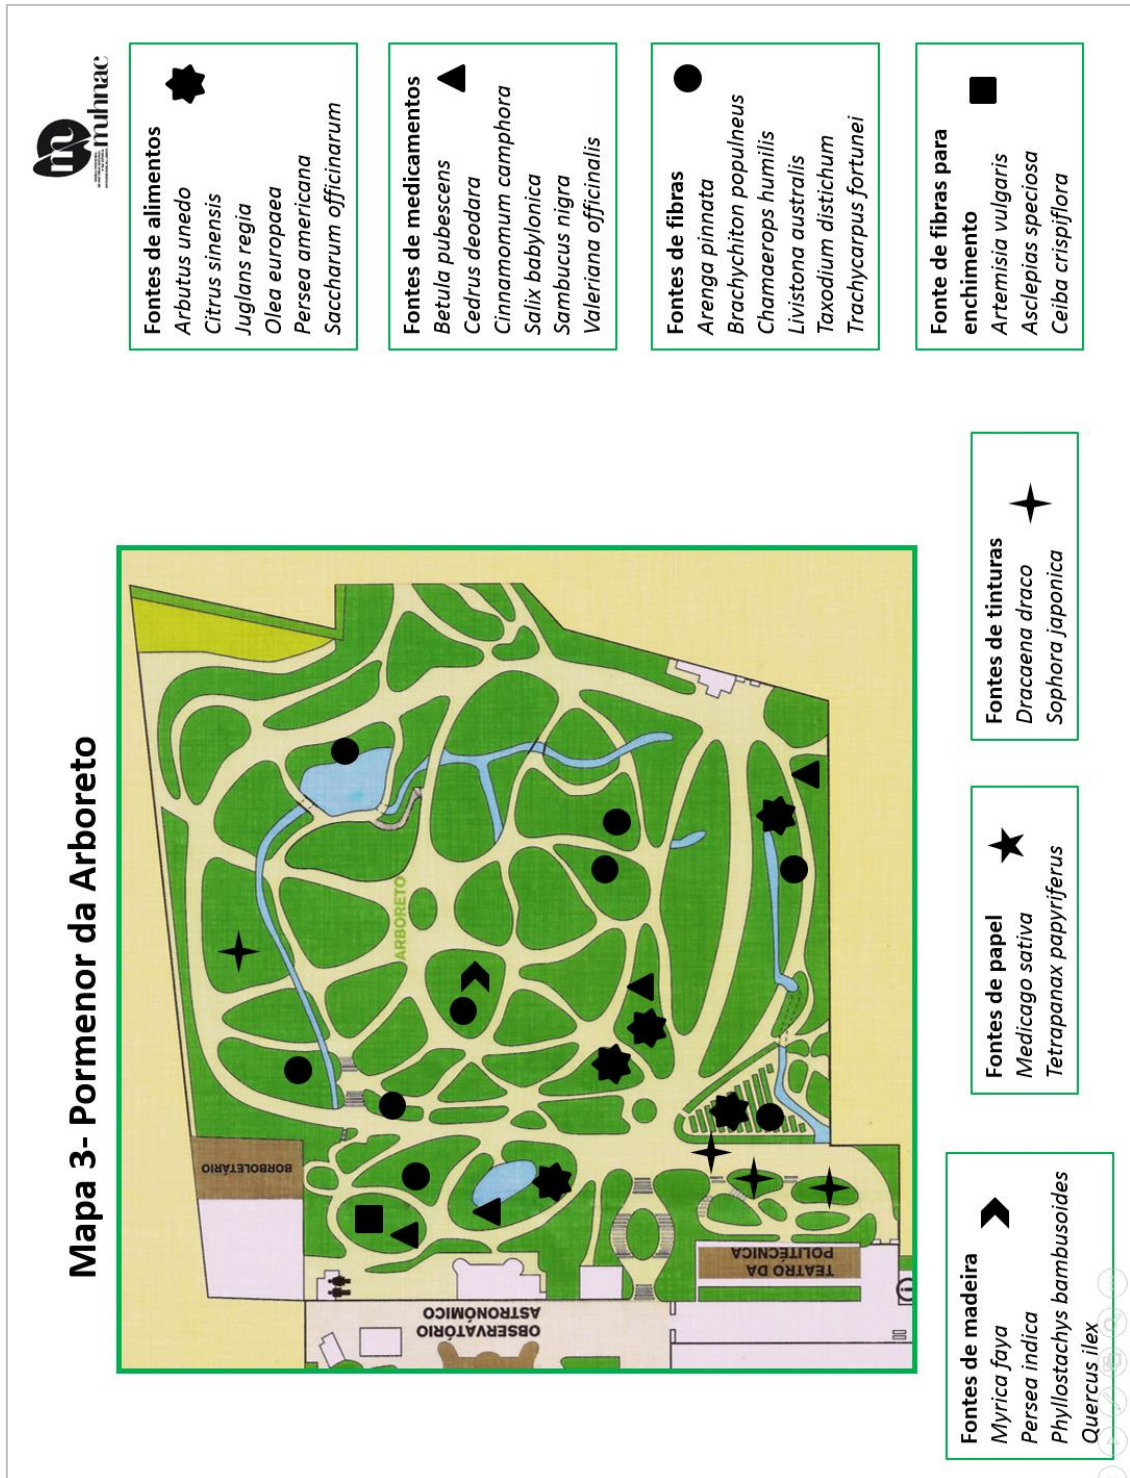 Mapa 3- Pormenor da Arboreto
muhnac
Fontes de alimentos
Arbutus unedo
Citrus sinensis
Juglans regia
Olea europaea
Persea americana
Saccharum officinarum
Fontes de medicamentos
Betula pubescens
Cedrus deodara
Cinnamomum camphora
Salix babylonica
Sambucus nigra
Valeriana officinalis
Fontes de fibras
Arenga pinnata
Brachychiton populneus
Chamaerops humilis
Livistona australis
Taxodium distichum
Trachycarpus fortunei
Fonte de fibras para
enchimento
Artemisia vulgaris
Asclepias speciosa
Ceiba crispiflora
BORBOLETÁRIO
ARBORETO
OBSERVATÓRIO
ASTRONÓMICO
TEATRO DA
POLITÉCNICA
i
Fontes de madeira
Myrica faya
Persea indica
Phyllostachys bambusoides
Quercus ilex
Fontes de papel
Medicago sativa
Tetrapanax papyriferus
Fontes de tinturas
Dracaena draco
Sophora japonica